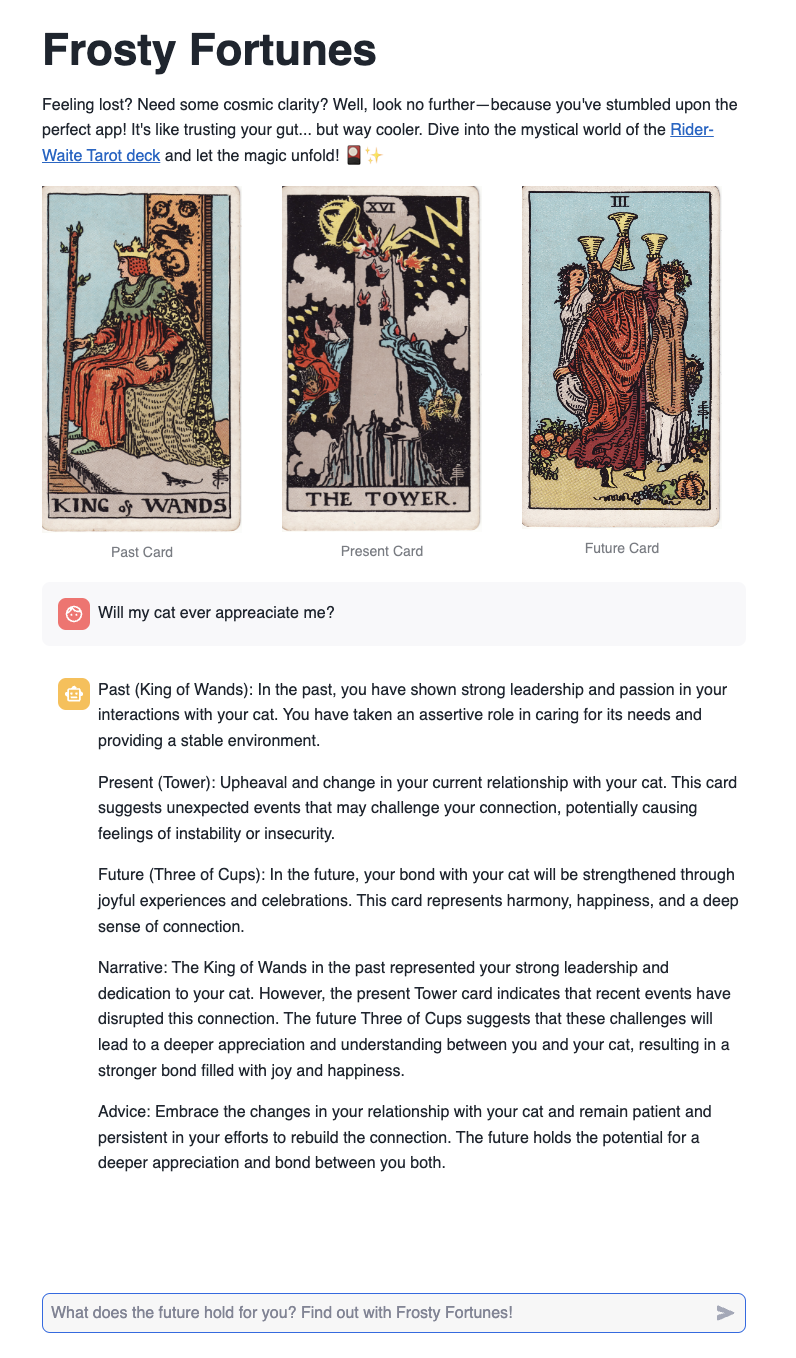 Frosty Fortunes
Feeling lost? Need some cosmic clarity? Well, look no further—because you've stumbled upon the
perfect app! It's like trusting your gut... but way cooler. Dive into the mystical world of the Rider-
Waite Tarot deck and let the magic unfold! 🎴✨
XVI
III
KING of WANDS
THE TOWER.
Past Card
Present Card
Future Card
Will my cat ever appreaciate me?
Past (King of Wands): In the past, you have shown strong leadership and passion in your
interactions with your cat. You have taken an assertive role in caring for its needs and
providing a stable environment.
Present (Tower): Upheaval and change in your current relationship with your cat. This card
suggests unexpected events that may challenge your connection, potentially causing
feelings of instability or insecurity.
Future (Three of Cups): In the future, your bond with your cat will be strengthened through
joyful experiences and celebrations. This card represents harmony, happiness, and a deep
sense of connection.
Narrative: The King of Wands in the past represented your strong leadership and
dedication to your cat. However, the present Tower card indicates that recent events have
disrupted this connection. The future Three of Cups suggests that these challenges will
lead to a deeper appreciation and understanding between you and your cat, resulting in a
stronger bond filled with joy and happiness.
Advice: Embrace the changes in your relationship with your cat and remain patient and
persistent in your efforts to rebuild the connection. The future holds the potential for a
deeper appreciation and bond between you both.
What does the future hold for you? Find out with Frosty Fortunes!